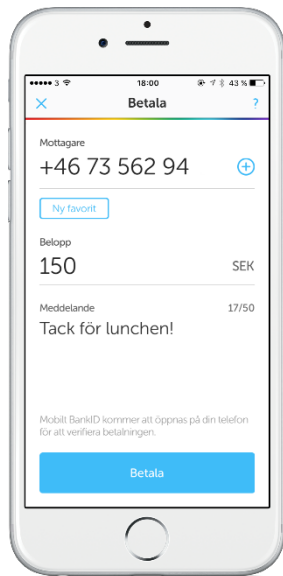 3 18:00 43 %
Betala ?
Mottagare
+46 73 562 94
Ny favorit
Belopp
150 SEK
Meddelande 17/50
Tack för lunchen!
Mobilt BankID kommer att öppnas på din telefon
för att verifiera betalningen.
Betala